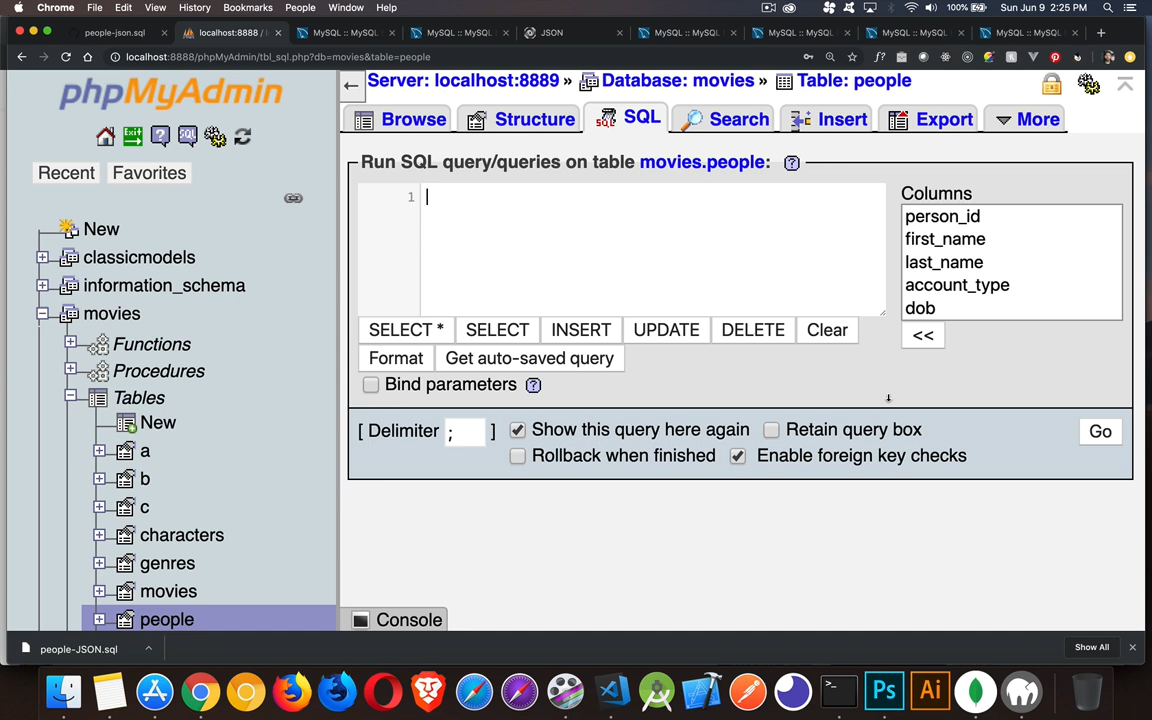 Chrome File Edit View History Bookmarks People Window Help 100% Sun Jun 9 2:25 PM
people-json.sql localhost:8888 / l MySQL :: MySQL MySQL :: MySQL JSON MySQL :: MySQL MySQL :: MySQL MySQL :: MySQL MySQL :: MySQL
localhost:8888/phpMyAdmin/tbl_sql.php?db=movies&table=people
phpMyAdmin
Recent Favorites
New
classicmodels
information_schema
movies
Functions
Procedures
Tables
New
a
b
c
characters
genres
movies
people
Server: localhost:8889 » Database: movies » Table: people
Browse Structure SQL Search Insert Export More
Run SQL query/queries on table movies.people:
1
Columns
person_id
first_name
last_name
account_type
dob
<<
SELECT * SELECT INSERT UPDATE DELETE Clear
Format Get auto-saved query
Bind parameters
[ Delimiter ; ] Show this query here again Retain query box Go
Rollback when finished Enable foreign key checks
Console
people-JSON.sql Show All
Ps Ai